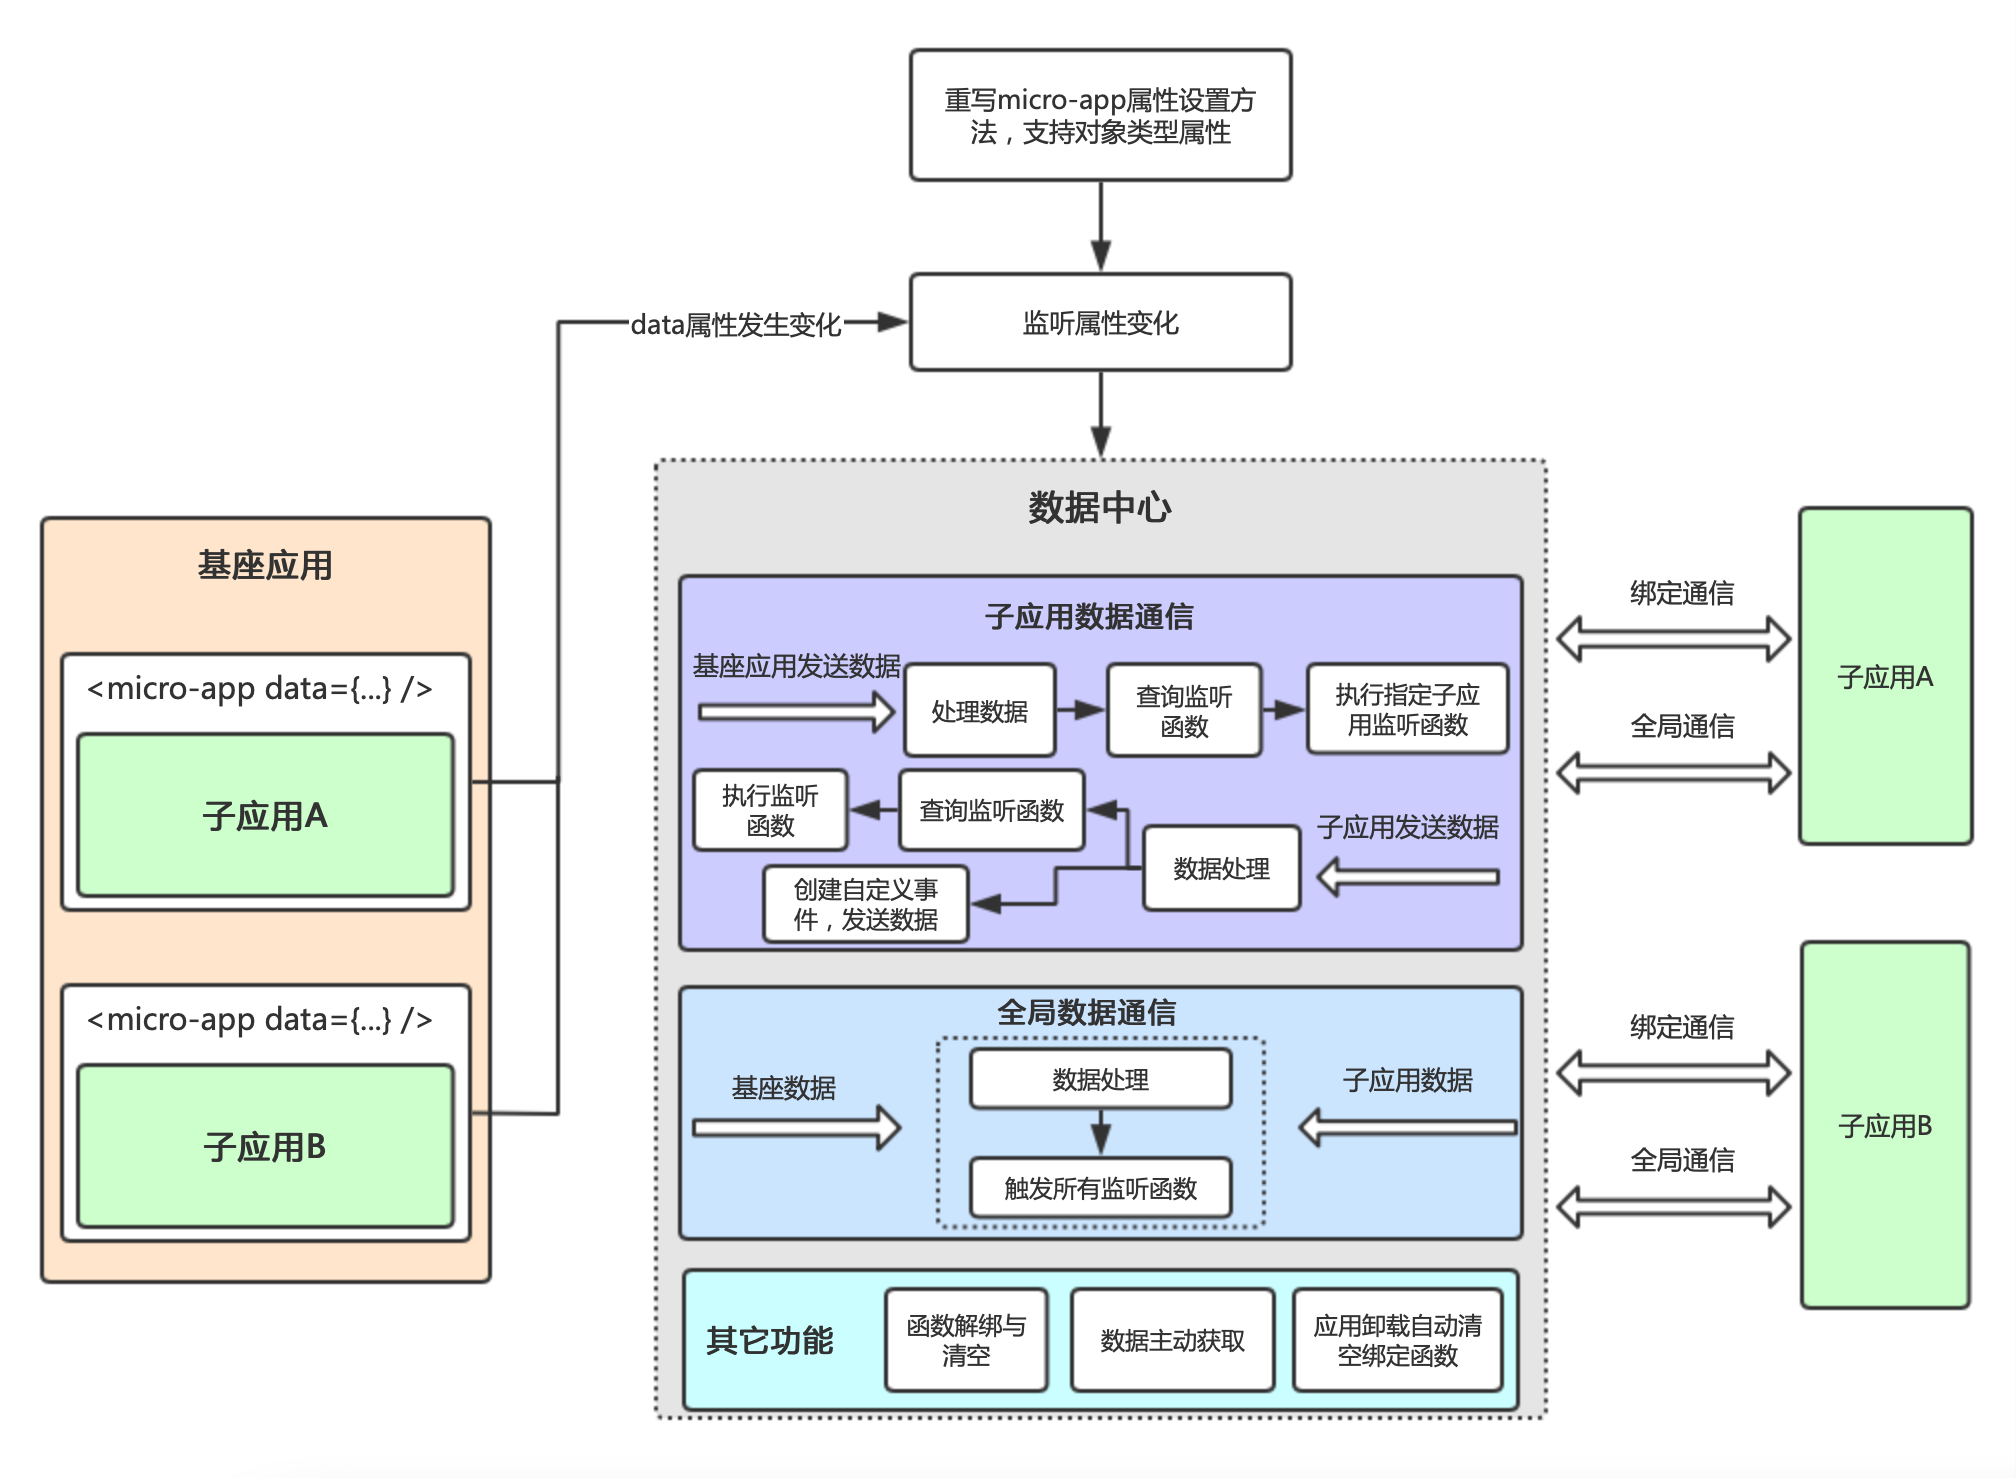 重写micro-app属性设置方
法，支持对象类型属性
data属性发生变化
监听属性变化
基座应用
<micro-app data={...} />
子应用A
<micro-app data={...} />
子应用B
数据中心
子应用数据通信
基座应用发送数据
处理数据
查询监听
函数
执行指定子应
用监听函数
执行监听
函数
查询监听函数
数据处理
子应用发送数据
创建自定义事
件，发送数据
全局数据通信
基座数据
数据处理
触发所有监听函数
子应用数据
其它功能
函数解绑与
清空
数据主动获取
应用卸载自动清
空绑定函数
绑定通信
全局通信
子应用A
绑定通信
全局通信
子应用B